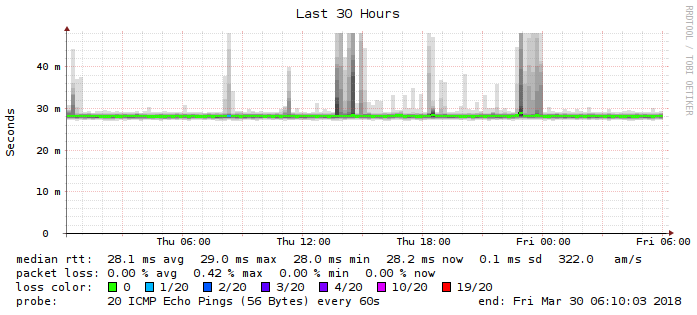 Last 30 Hours
RRDTOOL / TOBI OETIKER
Seconds
40 m
30 m
20 m
10 m
0
Thu 06:00 Thu 12:00 Thu 18:00 Fri 00:00 Fri 06:00
median rtt: 28.1 ms avg 29.0 ms max 28.0 ms min 28.2 ms now 0.1 ms sd 322.0 am/s
packet loss: 0.00 % avg 0.42 % max 0.00 % min 0.00 % now
loss color: 0 1/20 2/20 3/20 4/20 10/20 19/20
probe: 20 ICMP Echo Pings (56 Bytes) every 60s end: Fri Mar 30 06:10:03 2018